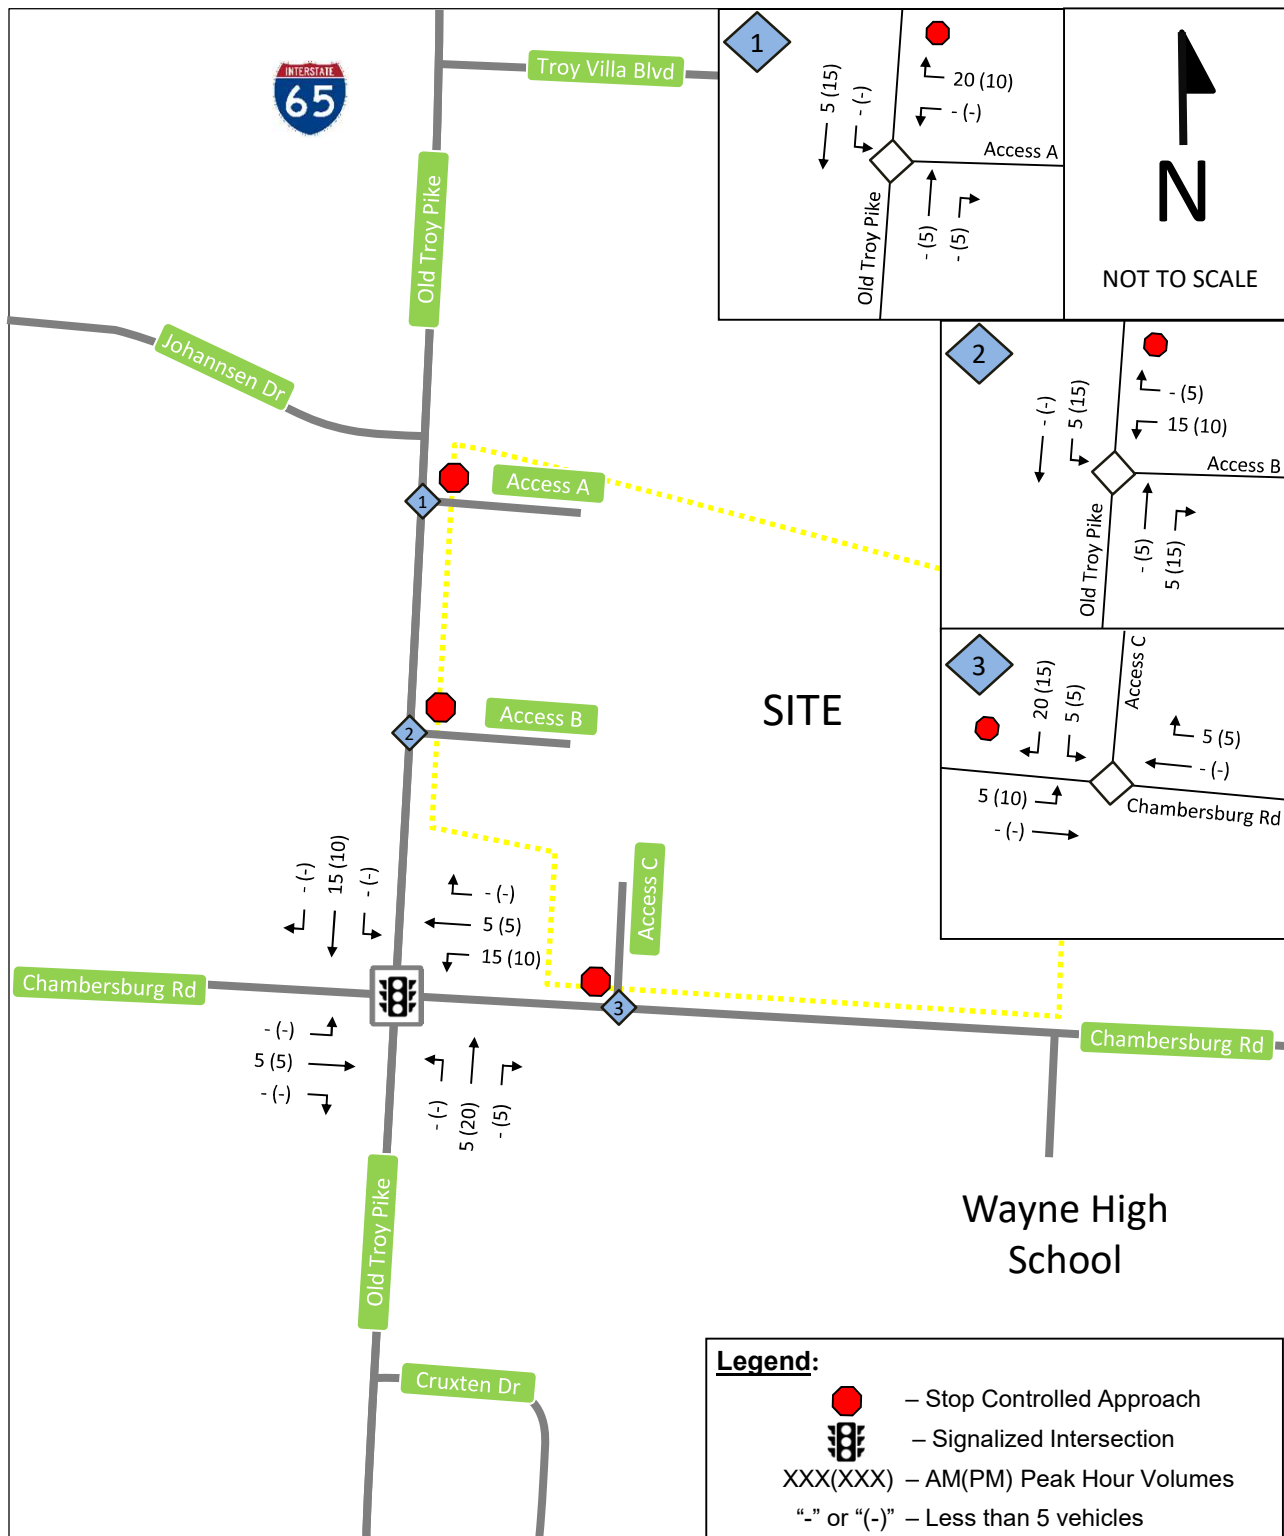 INTERSTATE
65
Troy Villa Blvd
Old Troy Pike
Johannsen Dr
1
Access A
2
Access B
SITE
Access C
3
- (-)
15 (10)
- (-)
- (-)
5 (5)
15 (10)
Chambersburg Rd
- (-)
5 (5)
- (-)
- (-)
5 (20)
- (5)
Chambersburg Rd
Old Troy Pike
Wayne High
School
Cruxten Dr
1
5 (15)
- (-)
20 (10)
- (-)
Access A
Old Troy Pike
- (5)
- (5)
N
NOT TO SCALE
2
- (-)
5 (15)
- (5)
15 (10)
Access B
Old Troy Pike
- (5)
5 (15)
3
20 (15)
5 (5)
Access C
5 (5)
- (-)
5 (10)
- (-)
Chambersburg Rd
Legend:
– Stop Controlled Approach
– Signalized Intersection
XXX(XXX) – AM(PM) Peak Hour Volumes
“-” or “(-)” – Less than 5 vehicles